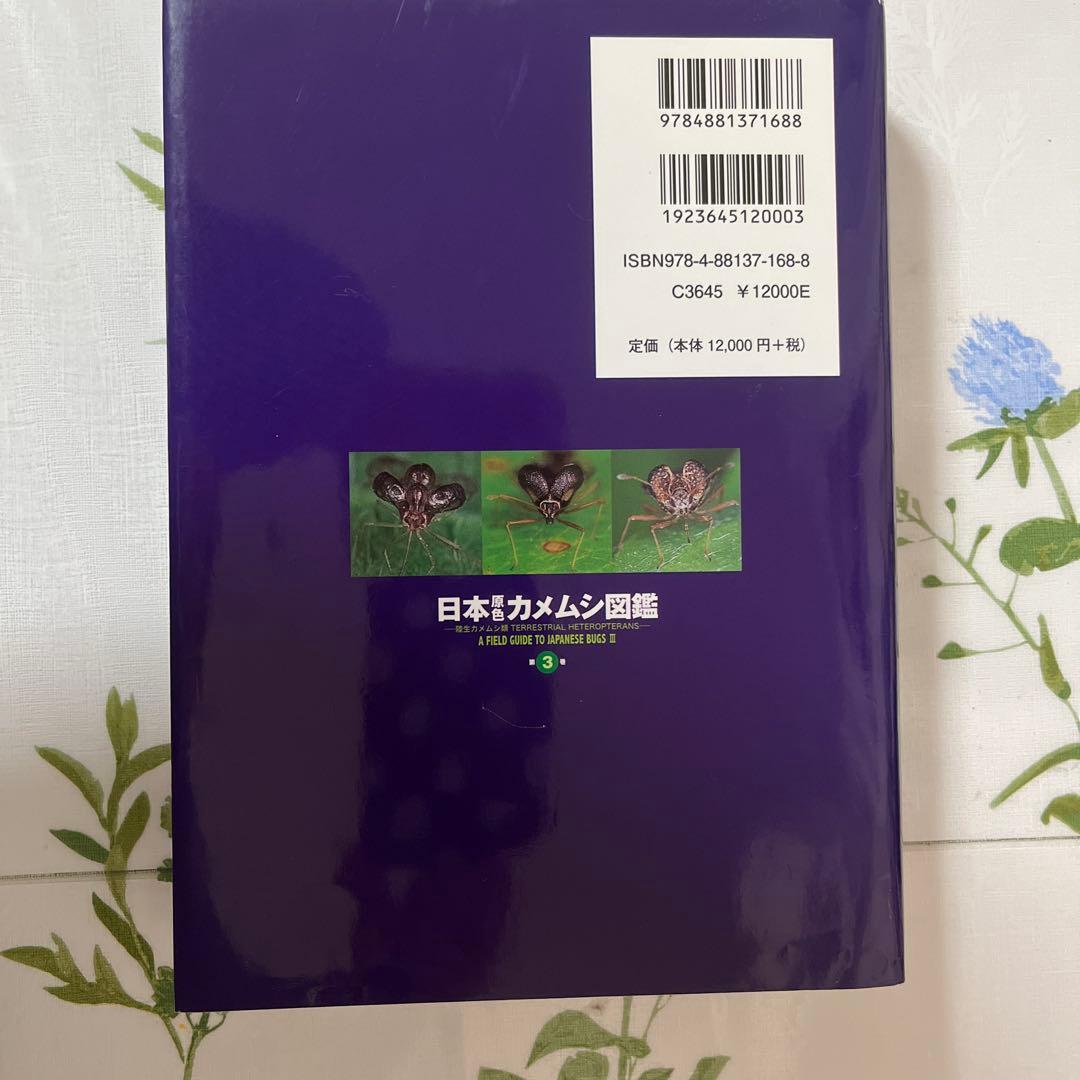 9784881371688
1923645120003
ISBN978-4-88137-168-8
C3645 ￥12000E
定価（本体 12,000 円＋税）
日本原色カメムシ図鑑
—陸生カメムシ類 TERRESTRIAL HETEROPTERANS—
A FIELD GUIDE TO JAPANESE BUGS Ⅲ
第3巻